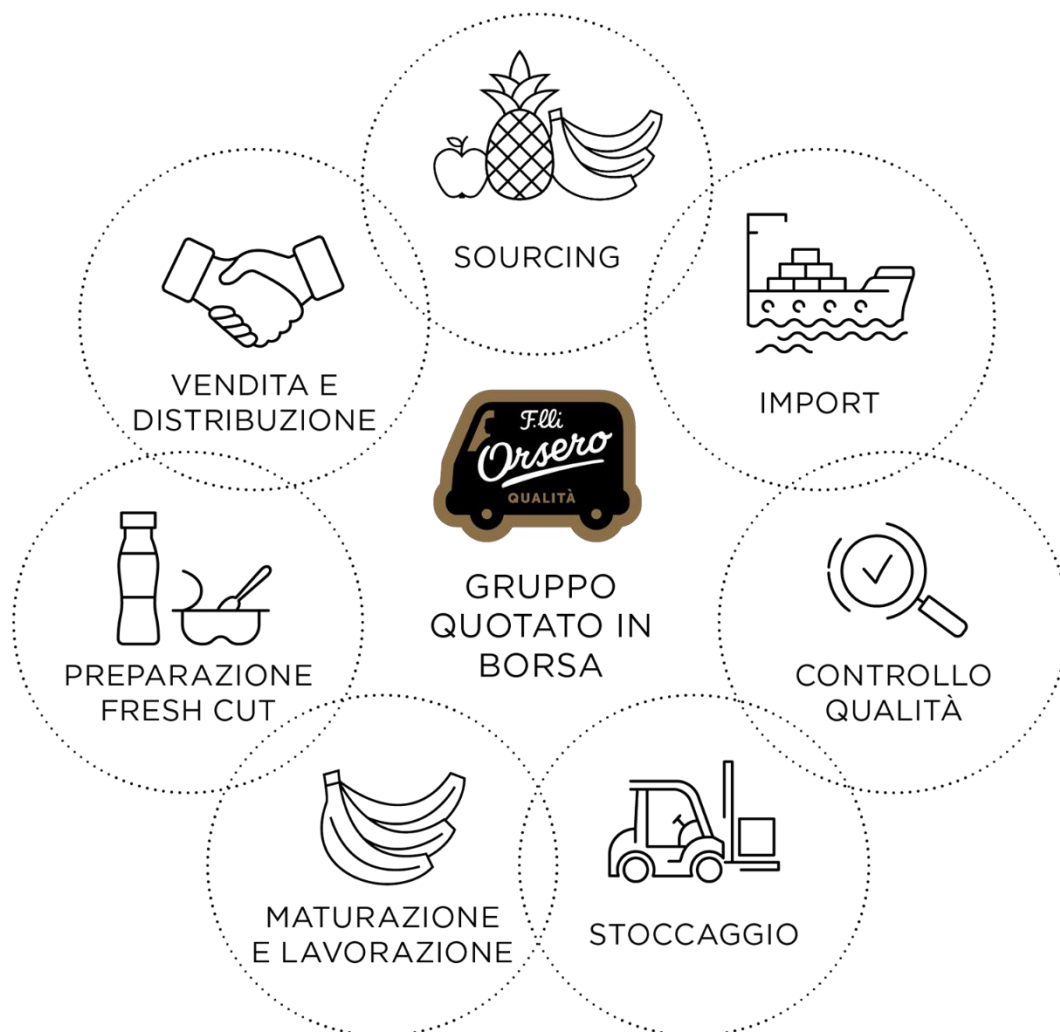 SOURCING
IMPORT
CONTROLLO
QUALITÀ
STOCCAGGIO
MATURAZIONE
E LAVORAZIONE
PREPARAZIONE
FRESH CUT
VENDITA E
DISTRIBUZIONE
F.lli
Orsero
QUALITÀ
GRUPPO
QUOTATO IN
BORSA